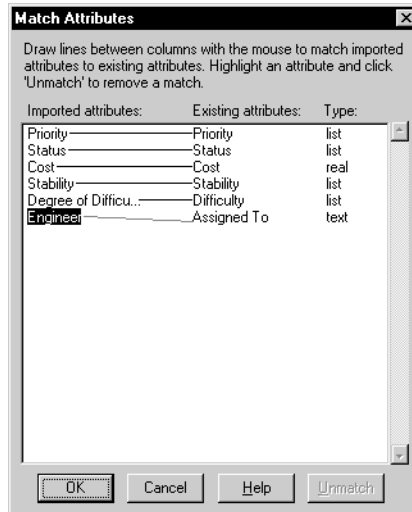 Match Attributes
Draw lines between columns with the mouse to match imported
attributes to existing attributes. Highlight an attribute and click
'Unmatch' to remove a match.
Imported attributes: Existing attributes: Type:
Priority Priority list
Status Status list
Cost Cost real
Stability Stability list
Degree of Difficu... Difficulty list
Engineer Assigned To text
OK Cancel Help Unmatch